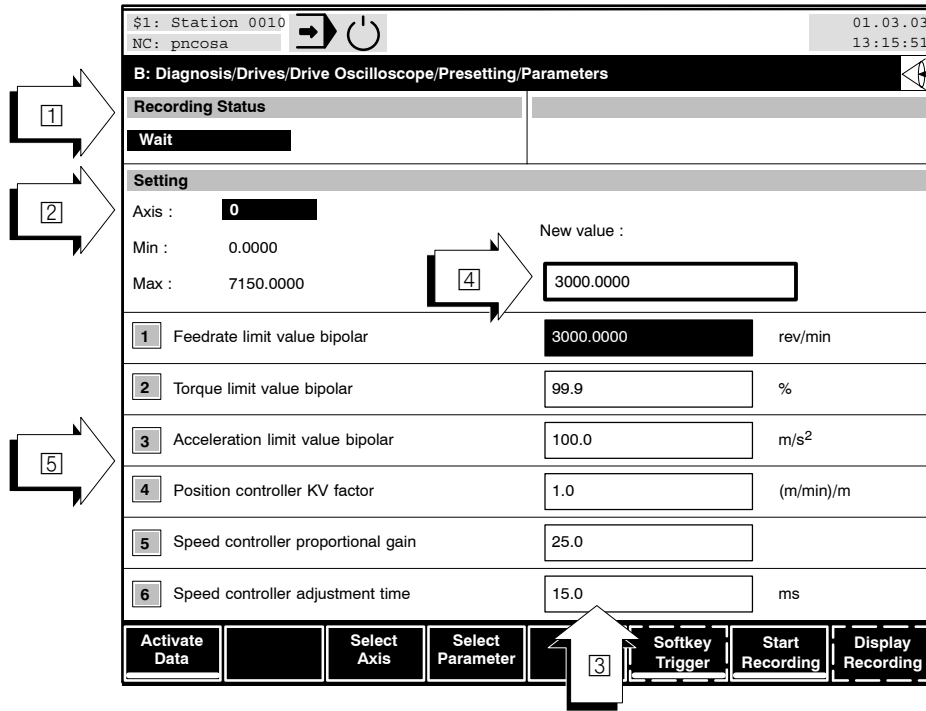 $1: Station 0010
NC: pncosa
01.03.03
13:15:51
B: Diagnosis/Drives/Drive Oscilloscope/Presetting/Parameters
1
Recording Status
Wait
2
Setting
Axis : 0
Min : 0.0000
Max : 7150.0000
New value :
4
3000.0000
1 Feedrate limit value bipolar 3000.0000 rev/min
2 Torque limit value bipolar 99.9 %
3 Acceleration limit value bipolar 100.0 m/s²
5
4 Position controller KV factor 1.0 (m/min)/m
5 Speed controller proportional gain 25.0
6 Speed controller adjustment time 15.0 ms
Activate Data
Select Axis
Select Parameter
3
Softkey Trigger
Start Recording
Display Recording